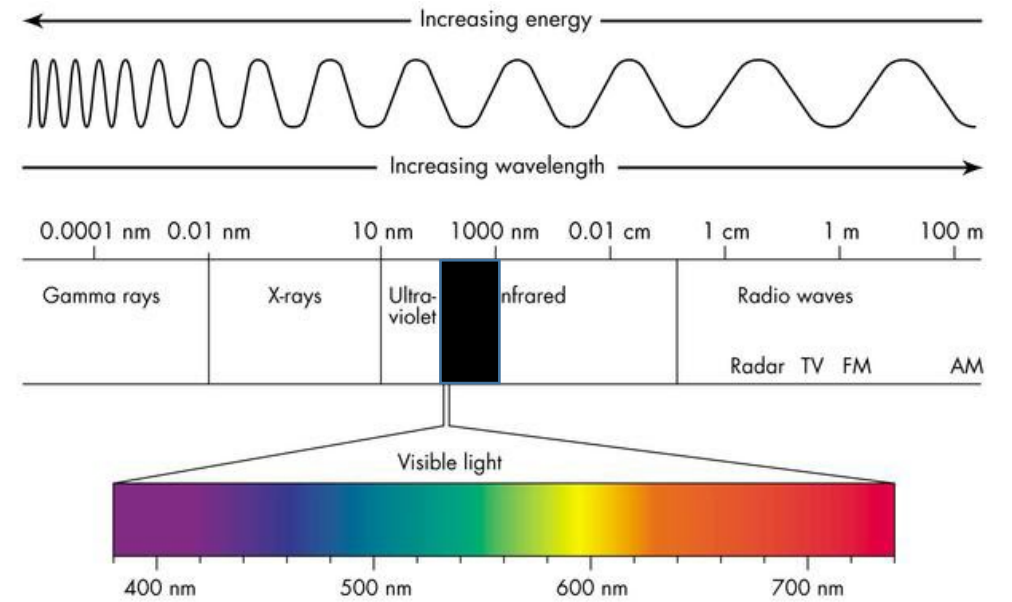 Increasing energy
Increasing wavelength
0.0001 nm 0.01 nm 10 nm 1000 nm 0.01 cm 1 cm 1 m 100 m
Gamma rays X-rays Ultra- nfrared Radio waves
violet
Radar TV FM AM
Visible light
400 nm 500 nm 600 nm 700 nm